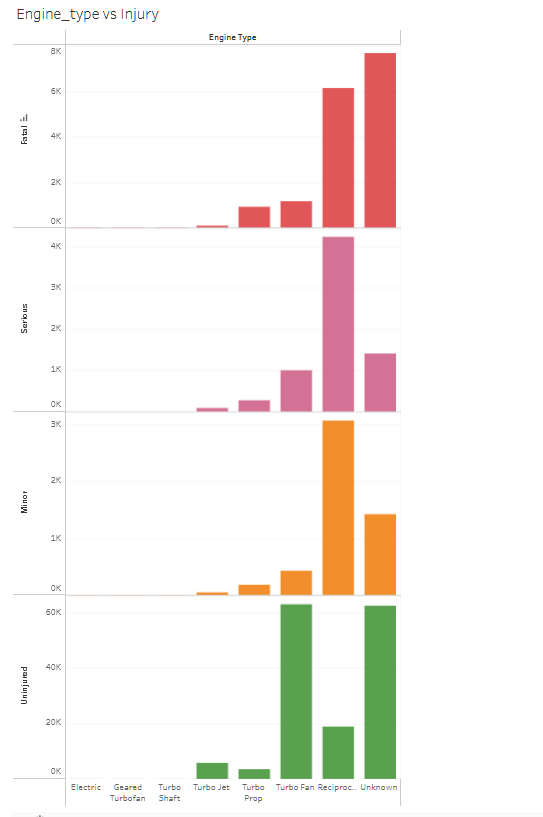 Engine_type vs Injury
Engine Type
8K
6K
4K
2K
0K
Fatal
4K
3K
2K
1K
0K
Serious
3K
2K
1K
0K
Minor
60K
40K
20K
0K
Uninjured
Electric
Geared
Turbofan
Turbo
Shaft
Turbo Jet
Turbo
Prop
Turbo Fan
Reciproc..
Unknown